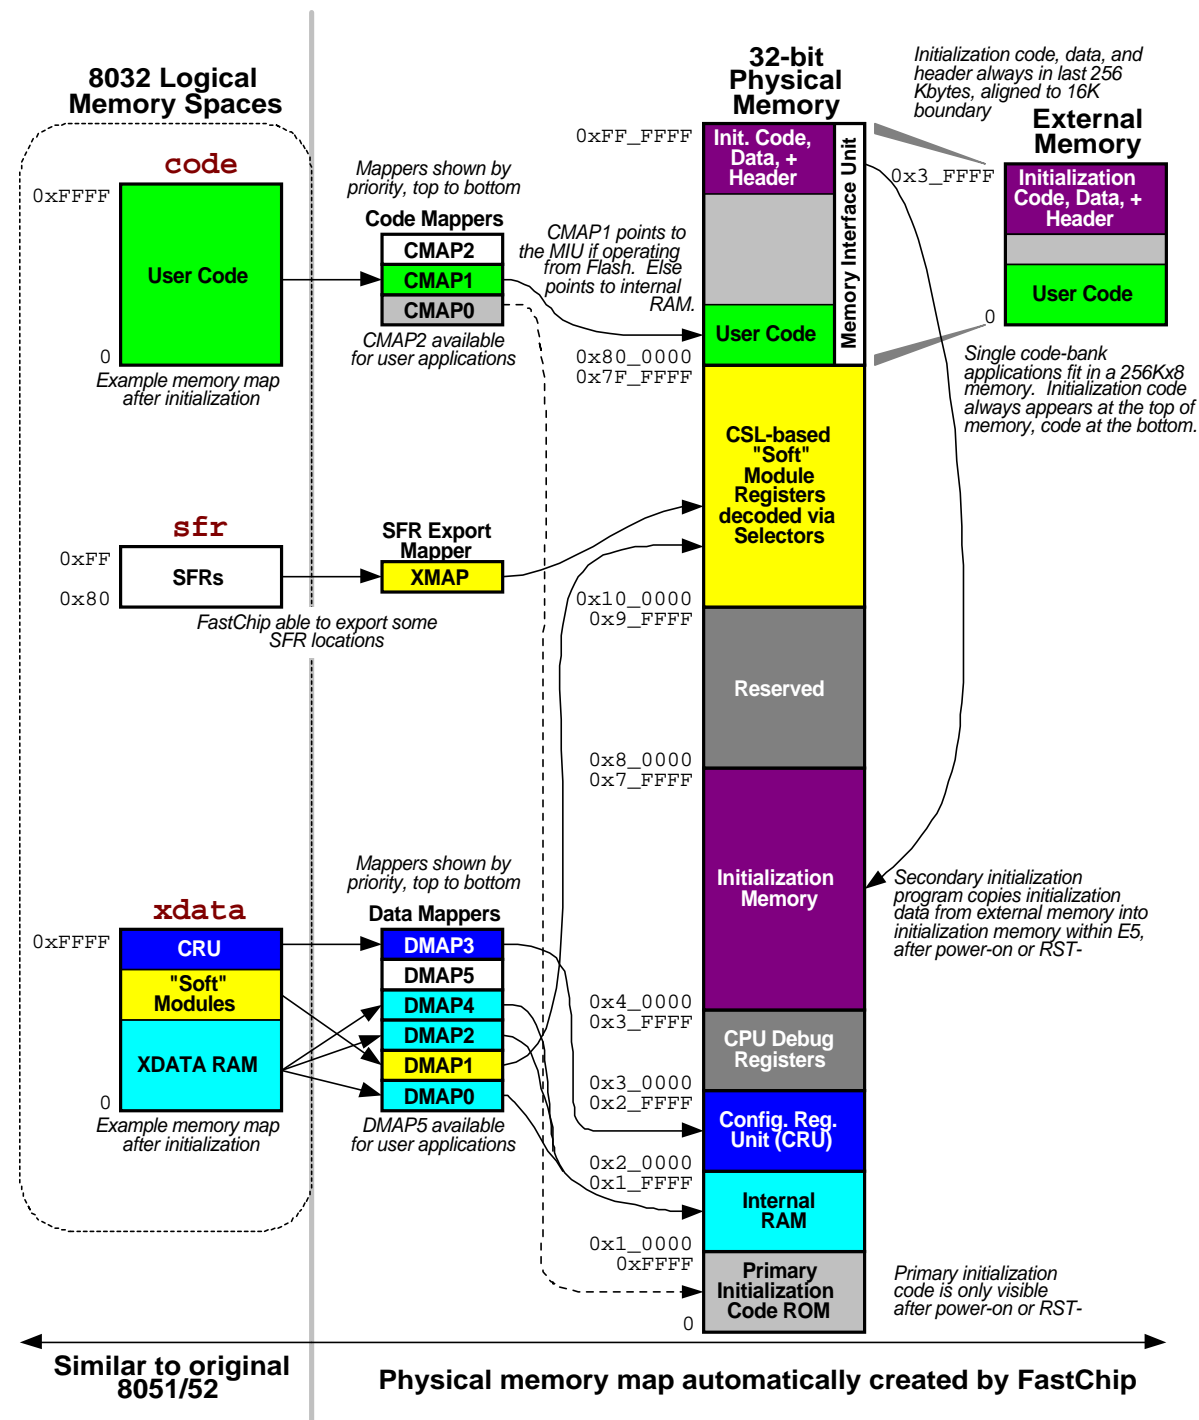 8032 Logical
Memory Spaces
code
0xFFFF
User Code
0
Example memory map
after initialization
sfr
0xFF
SFRs
0x80
FastChip able to export some
SFR locations
xdata
0xFFFF
CRU
"Soft"
Modules
XDATA RAM
0
Example memory map
after initialization
Mappers shown by
priority, top to bottom
Code Mappers
CMAP2
CMAP1
CMAP0
CMAP2 available
for user applications
CMAP1 points to
the MIU if operating
from Flash. Else
points to internal
RAM.
SFR Export
Mapper
XMAP
Mappers shown by
priority, top to bottom
Data Mappers
DMAP3
DMAP5
DMAP4
DMAP2
DMAP1
DMAP0
DMAP5 available
for user applications
32-bit
Physical
Memory
0xFF_FFFF
Init. Code,
Data, +
Header
Memory Interface Unit
User Code
0x80_0000
0x7F_FFFF
CSL-based
"Soft"
Module
Registers
decoded via
Selectors
0x10_0000
0x9_FFFF
Reserved
0x8_0000
0x7_FFFF
Initialization
Memory
0x4_0000
0x3_FFFF
CPU Debug
Registers
0x3_0000
0x2_FFFF
Config. Reg.
Unit (CRU)
0x2_0000
0x1_FFFF
Internal
RAM
0x1_0000
0xFFFF
Primary
Initialization
Code ROM
0
Initialization code, data, and
header always in last 256
Kbytes, aligned to 16K
boundary
External
Memory
0x3_FFFF
Initialization
Code, Data, +
Header
User Code
0
Single code-bank
applications fit in a 256Kx8
memory. Initialization code
always appears at the top of
memory, code at the bottom.
Secondary initialization
program copies initialization
data from external memory into
initialization memory within E5,
after power-on or RST-
Primary initialization
code is only visible
after power-on or RST-
Similar to original
8051/52
Physical memory map automatically created by FastChip